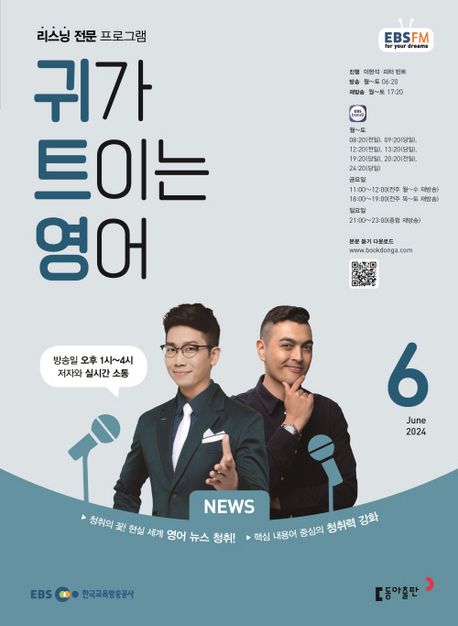 리스닝 전문 프로그램
EBS FM
for your dreams
귀가
트이는
영어
진행 이현석·피터 빈트
방송 월~토 06:20
재방송 월~토 17:20
EBS
bandi
월~토
08:20(전일), 09:20(당일),
12:20(전일), 13:20(당일),
19:20(당일), 20:20(전일),
24:20(당일)
금요일
11:00~12:00(전주 월~수 재방송)
18:00~19:00(전주 목~토 재방송)
일요일
21:00~23:00(종합 재방송)
본문 듣기 다운로드
www.bookdonga.com
방송일 오후 1시~4시
저자와 실시간 소통
6
June
2024
NEWS
▶ 청취의 꽃! 현실 세계 영어 뉴스 청취!
▶ 핵심 내용어 중심의 청취력 강화
EBS 한국교육방송공사
동아출판